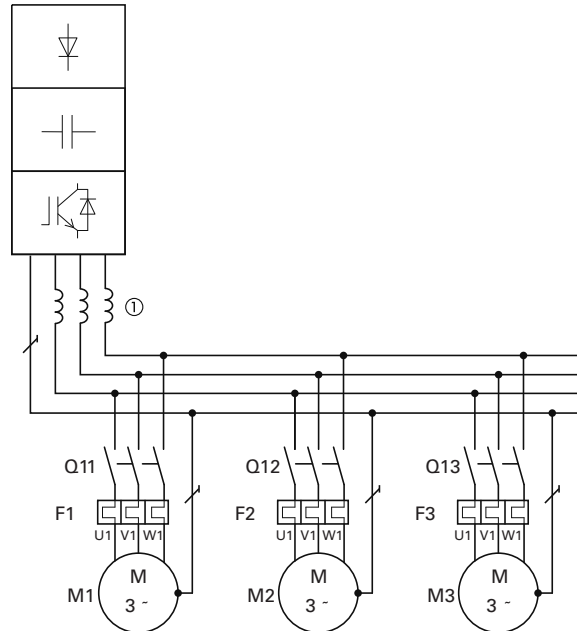 ①
Q11 Q12 Q13
F1 F2 F3
U1 V1 W1 U1 V1 W1 U1 V1 W1
M M M
M1 M2 M3
3 ~ 3 ~ 3 ~